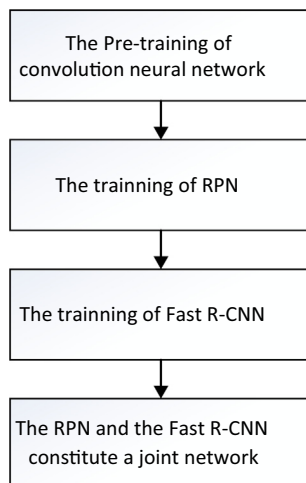 The Pre-training of
convolution neural network
The trainning of RPN
The trainning of Fast R-CNN
The RPN and the Fast R-CNN
constitute a joint network